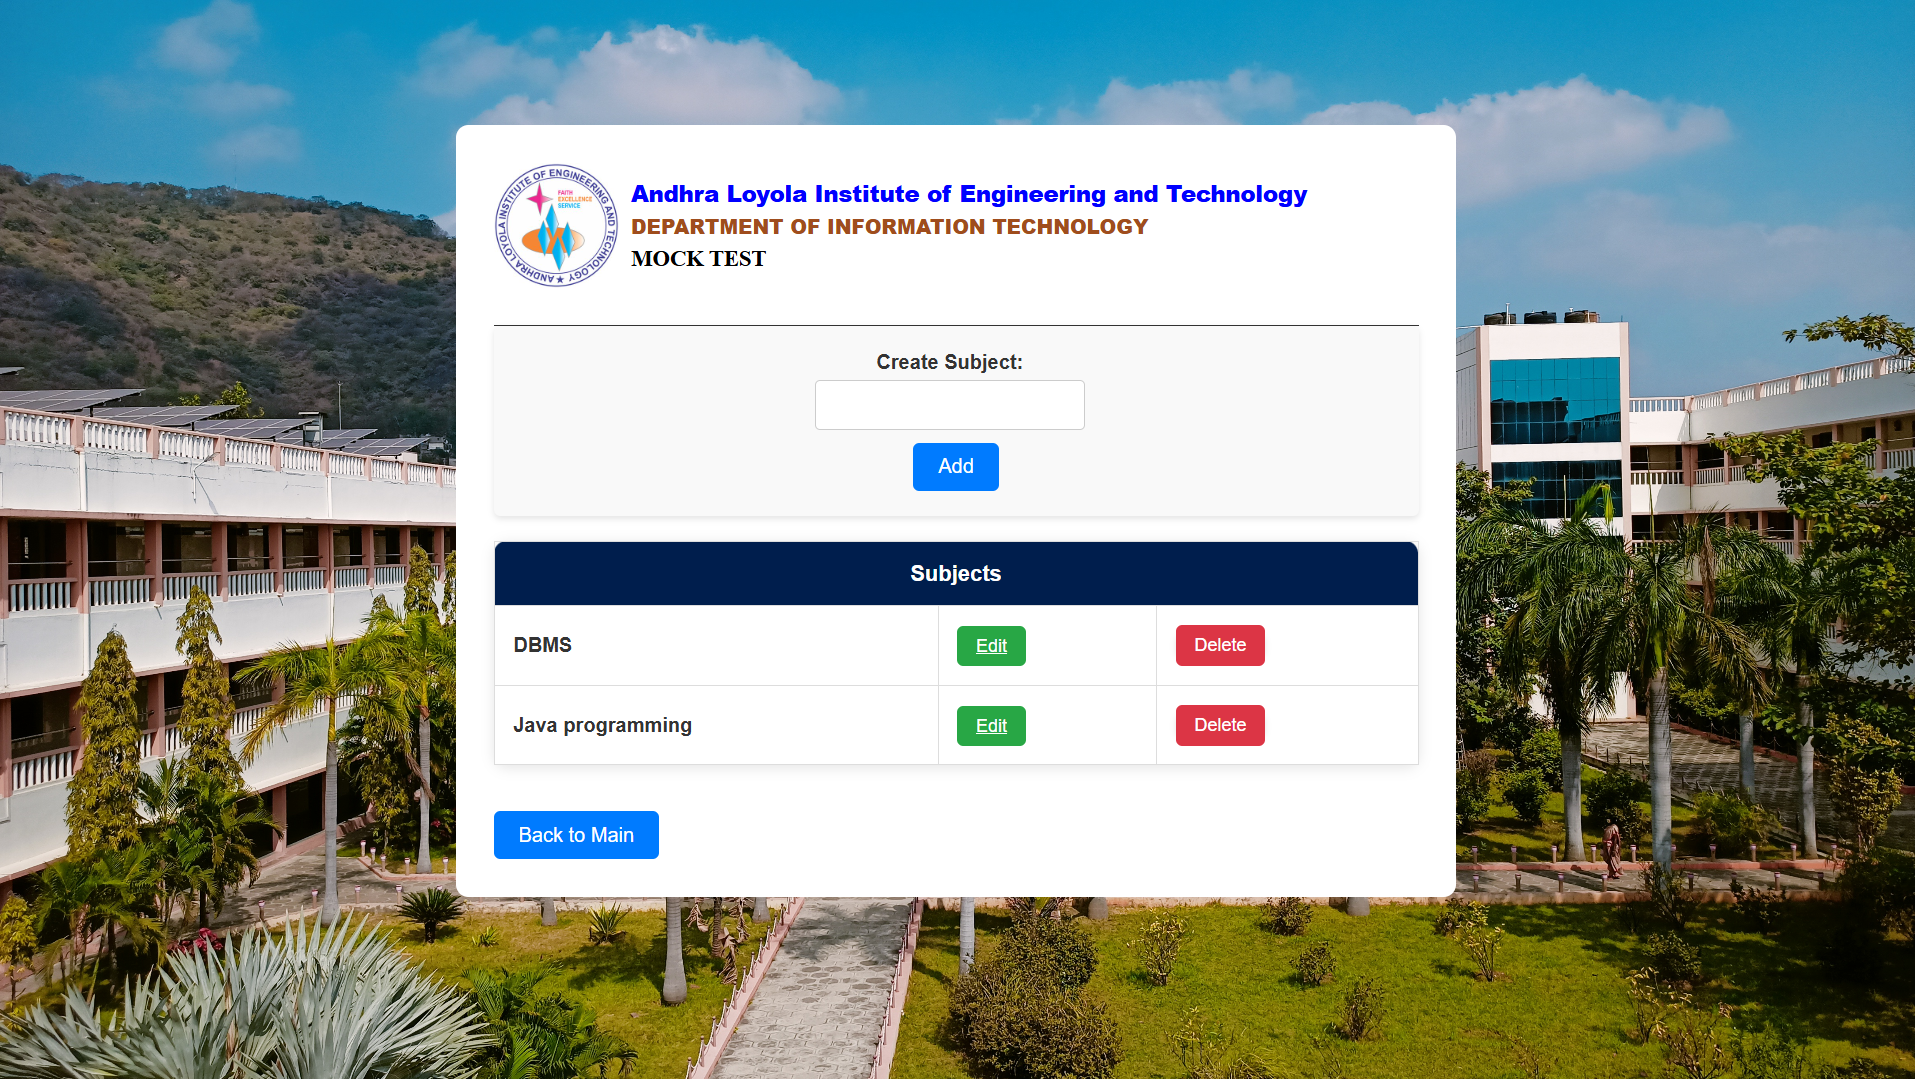 ANDHRA LOYOLA INSTITUTE OF ENGINEERING AND TECHNOLOGY
FAITH
EXCELLENCE
SERVICE
Andhra Loyola Institute of Engineering and Technology
DEPARTMENT OF INFORMATION TECHNOLOGY
MOCK TEST
Create Subject:
Add
Subjects
DBMS Edit Delete
Java programming Edit Delete
Back to Main